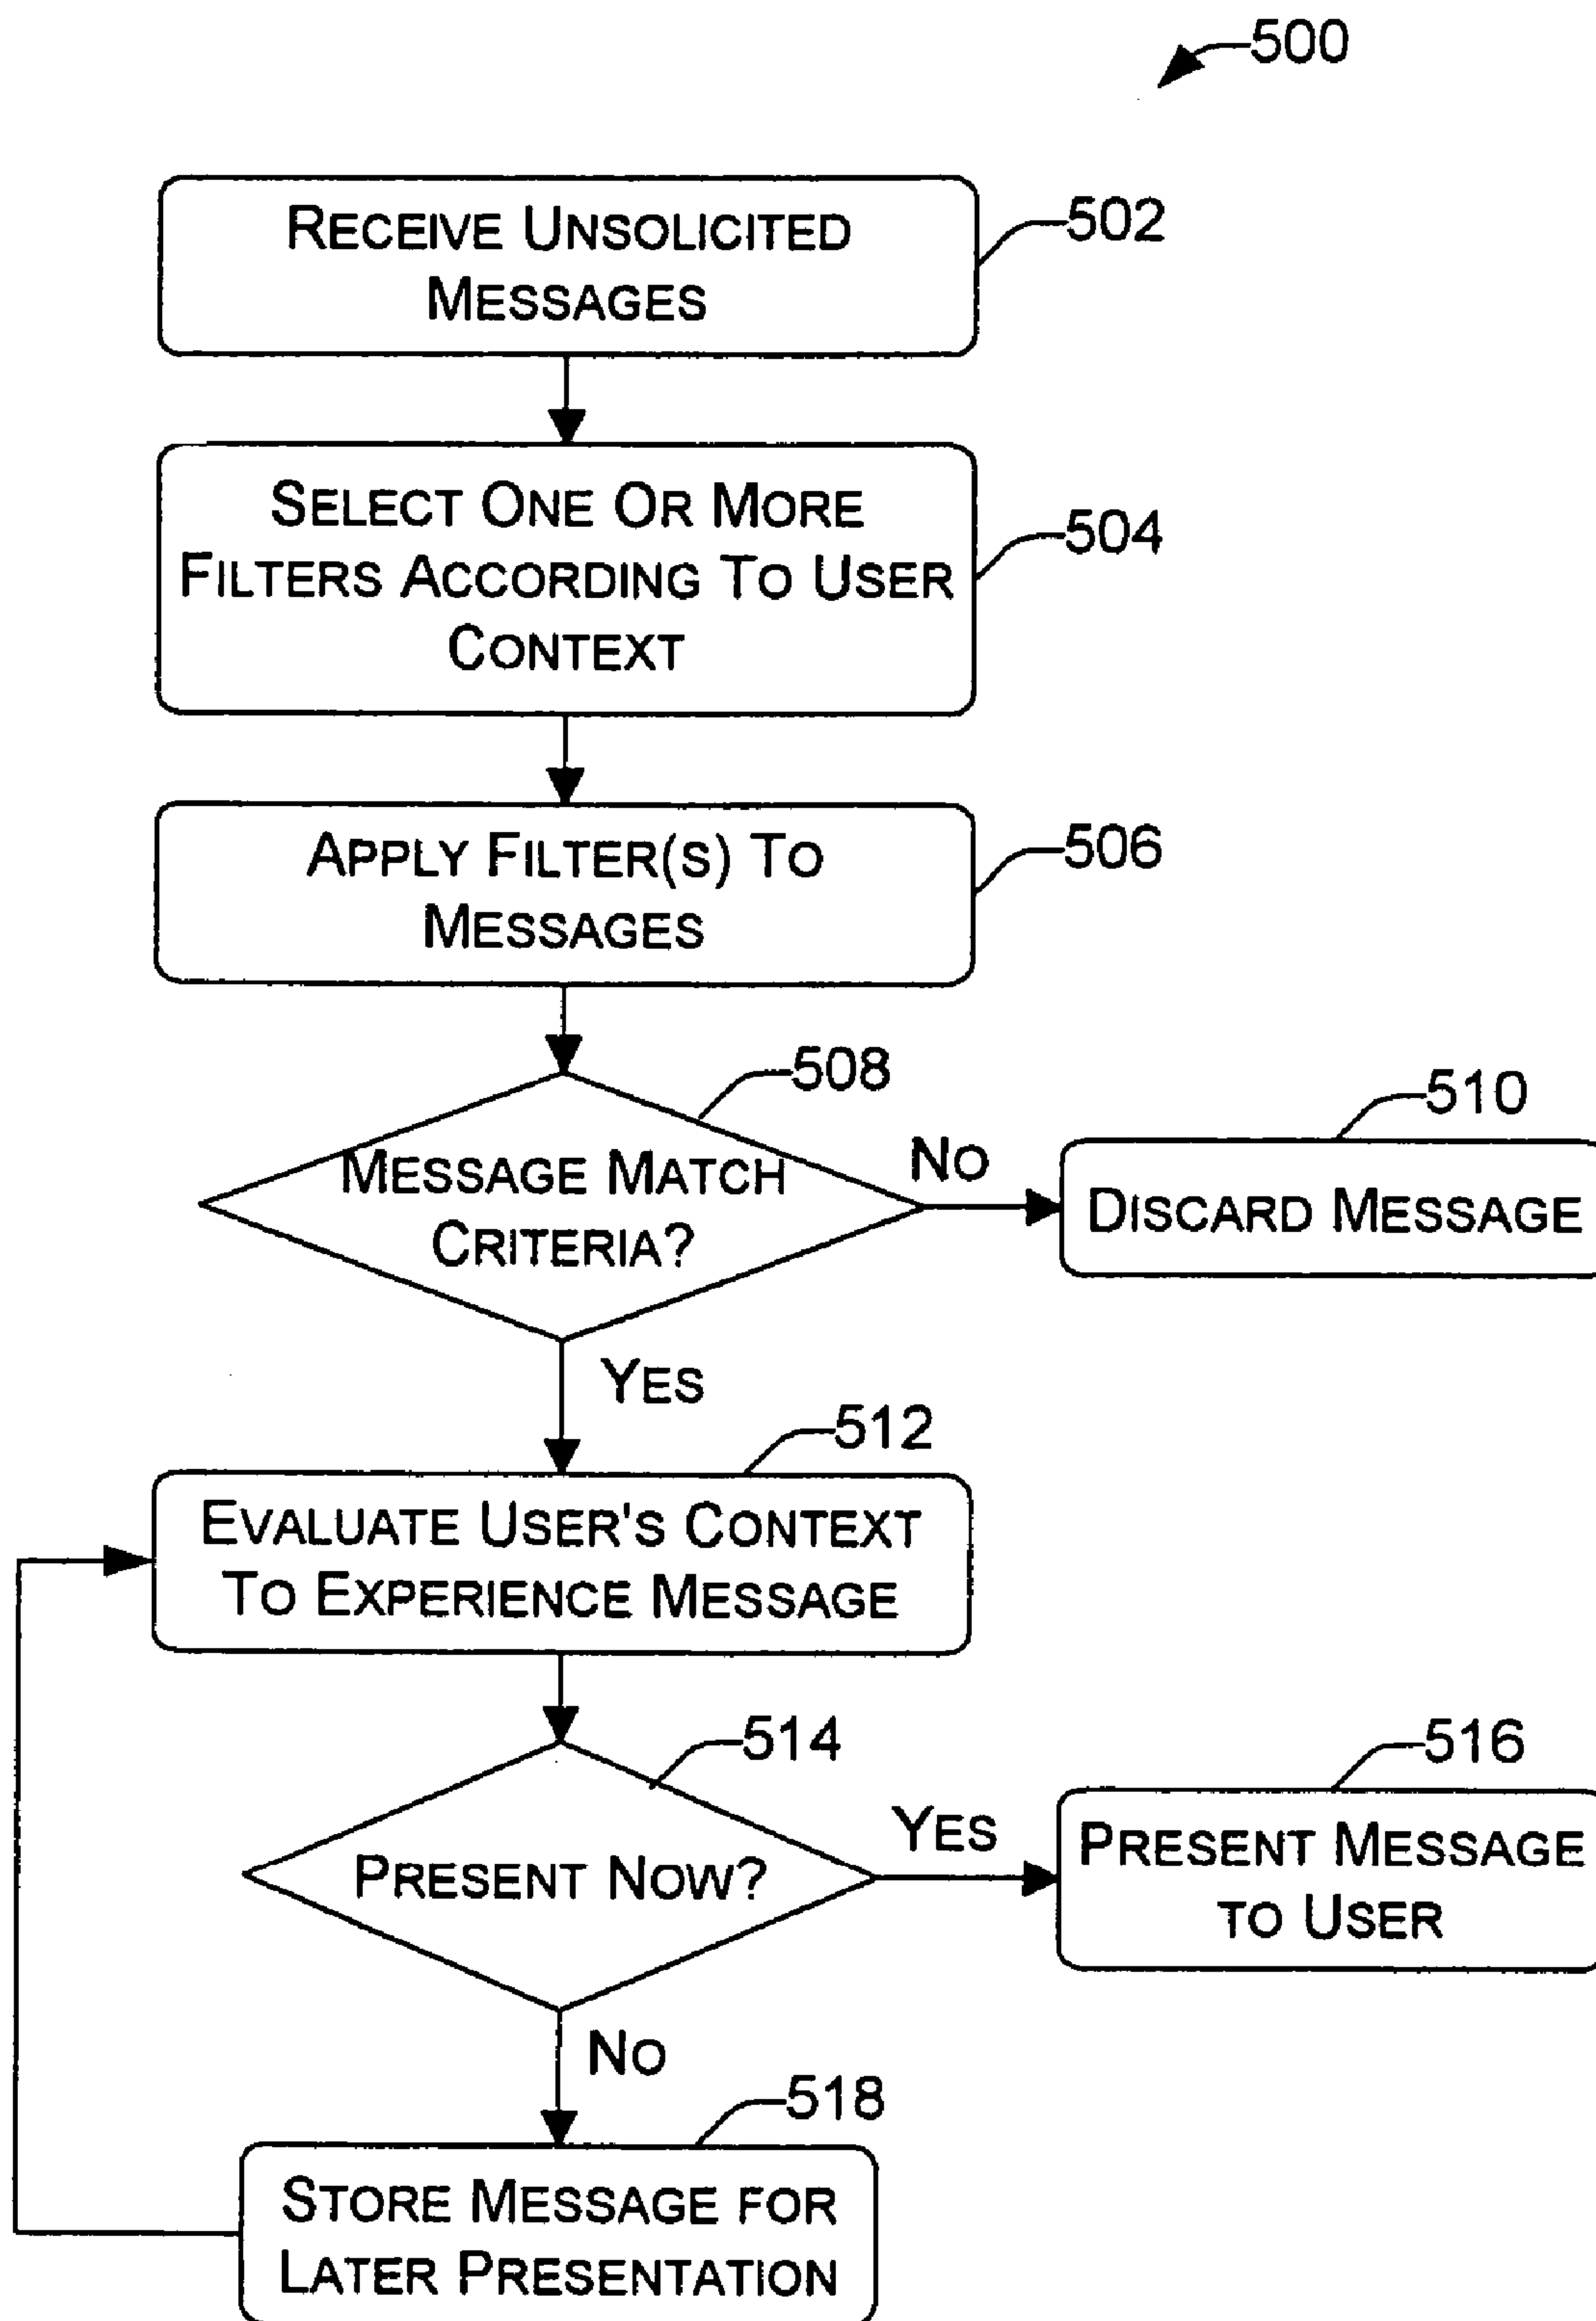 500
RECEIVE UNSOLICITED
MESSAGES
502
SELECT ONE OR MORE
FILTERS ACCORDING TO USER
CONTEXT
504
APPLY FILTER(S) TO
MESSAGES
506
508
MESSAGE MATCH
CRITERIA?
NO
510
DISCARD MESSAGE
YES
512
EVALUATE USER'S CONTEXT
TO EXPERIENCE MESSAGE
514
PRESENT NOW?
YES
516
PRESENT MESSAGE
TO USER
NO
518
STORE MESSAGE FOR
LATER PRESENTATION